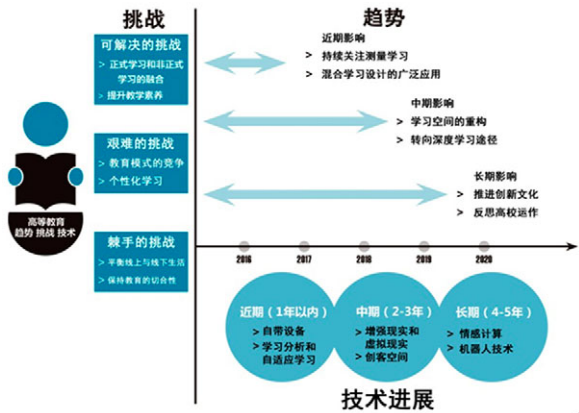 挑战
趋势
可解决的挑战
> 正式学习和非正式
学习的融合
> 提升数字素养
艰难的挑战
> 教育模式的竞争
> 个性化学习
棘手的挑战
> 平衡线上与线下生活
> 保持教育的切合性
高等教育
趋势 挑战 技术
近期影响
> 持续关注测量学习
> 混合学习设计的广泛应用
中期影响
> 学习空间的重构
> 转向深度学习途径
长期影响
> 推进创新文化
> 反思高校运作
2016
2017
2018
2019
2020
近期（1年以内）
> 自带设备
> 学习分析和
自适应学习
中期（2-3年）
> 增强现实和
虚拟现实
> 创客空间
长期（4-5年）
> 情感计算
> 机器人技术
技术进展